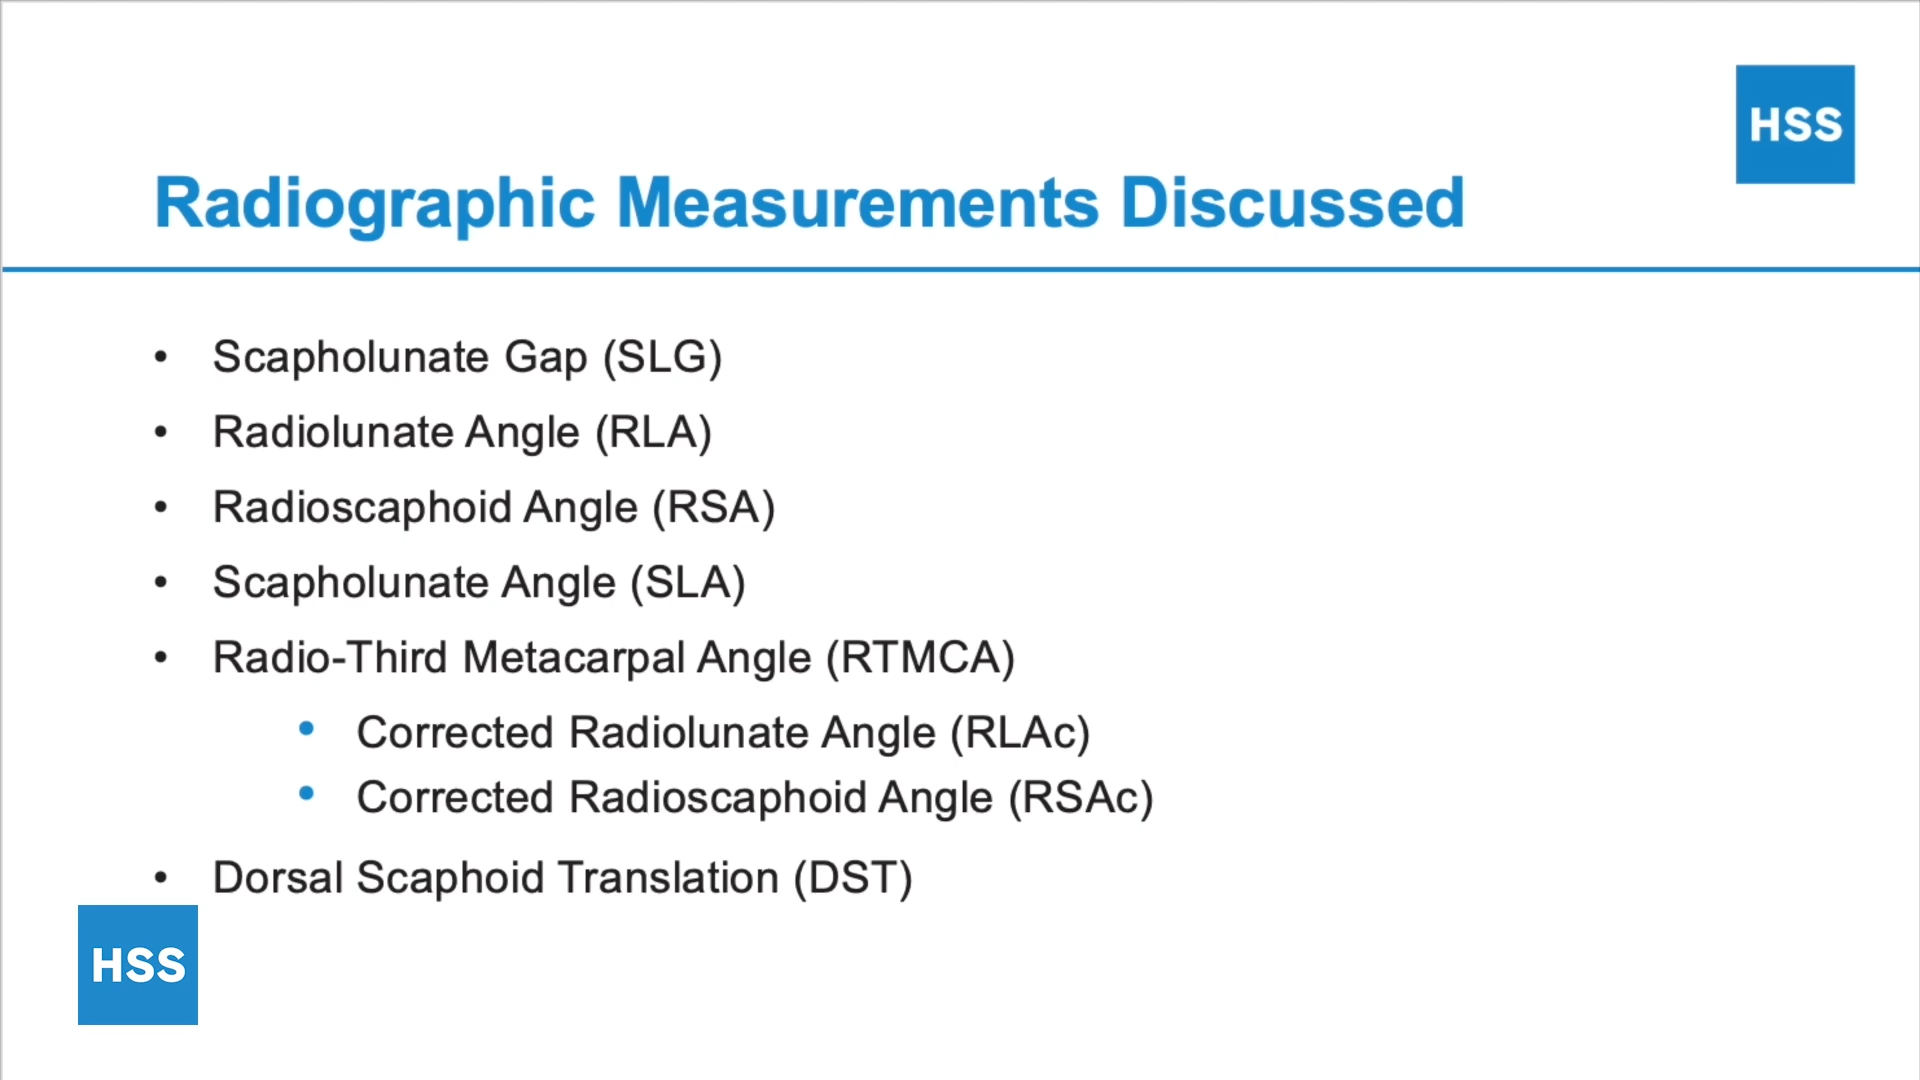 HSS
Radiographic Measurements Discussed
• Scapholunate Gap (SLG)
• Radiolunate Angle (RLA)
• Radioscaphoid Angle (RSA)
• Scapholunate Angle (SLA)
• Radio-Third Metacarpal Angle (RTMCA)
• Corrected Radiolunate Angle (RLAc)
• Corrected Radioscaphoid Angle (RSAc)
• Dorsal Scaphoid Translation (DST)
HSS